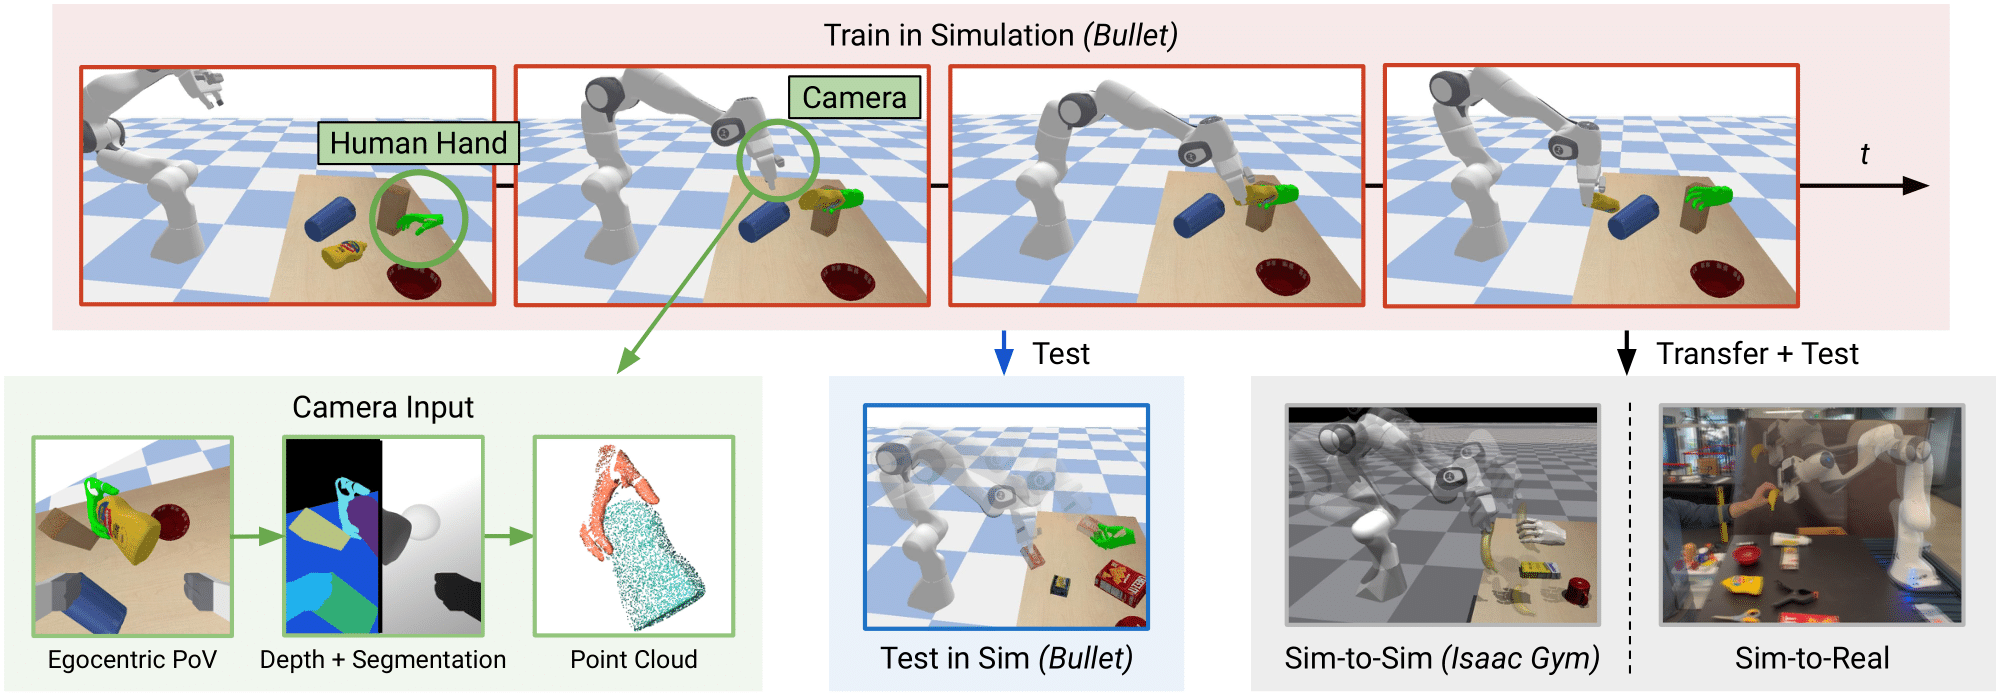 Train in Simulation (Bullet)
Human Hand
Camera
t
Test
Transfer + Test
Camera Input
Egocentric PoV
Depth + Segmentation
Point Cloud
Test in Sim (Bullet)
Sim-to-Sim (Isaac Gym)
Sim-to-Real